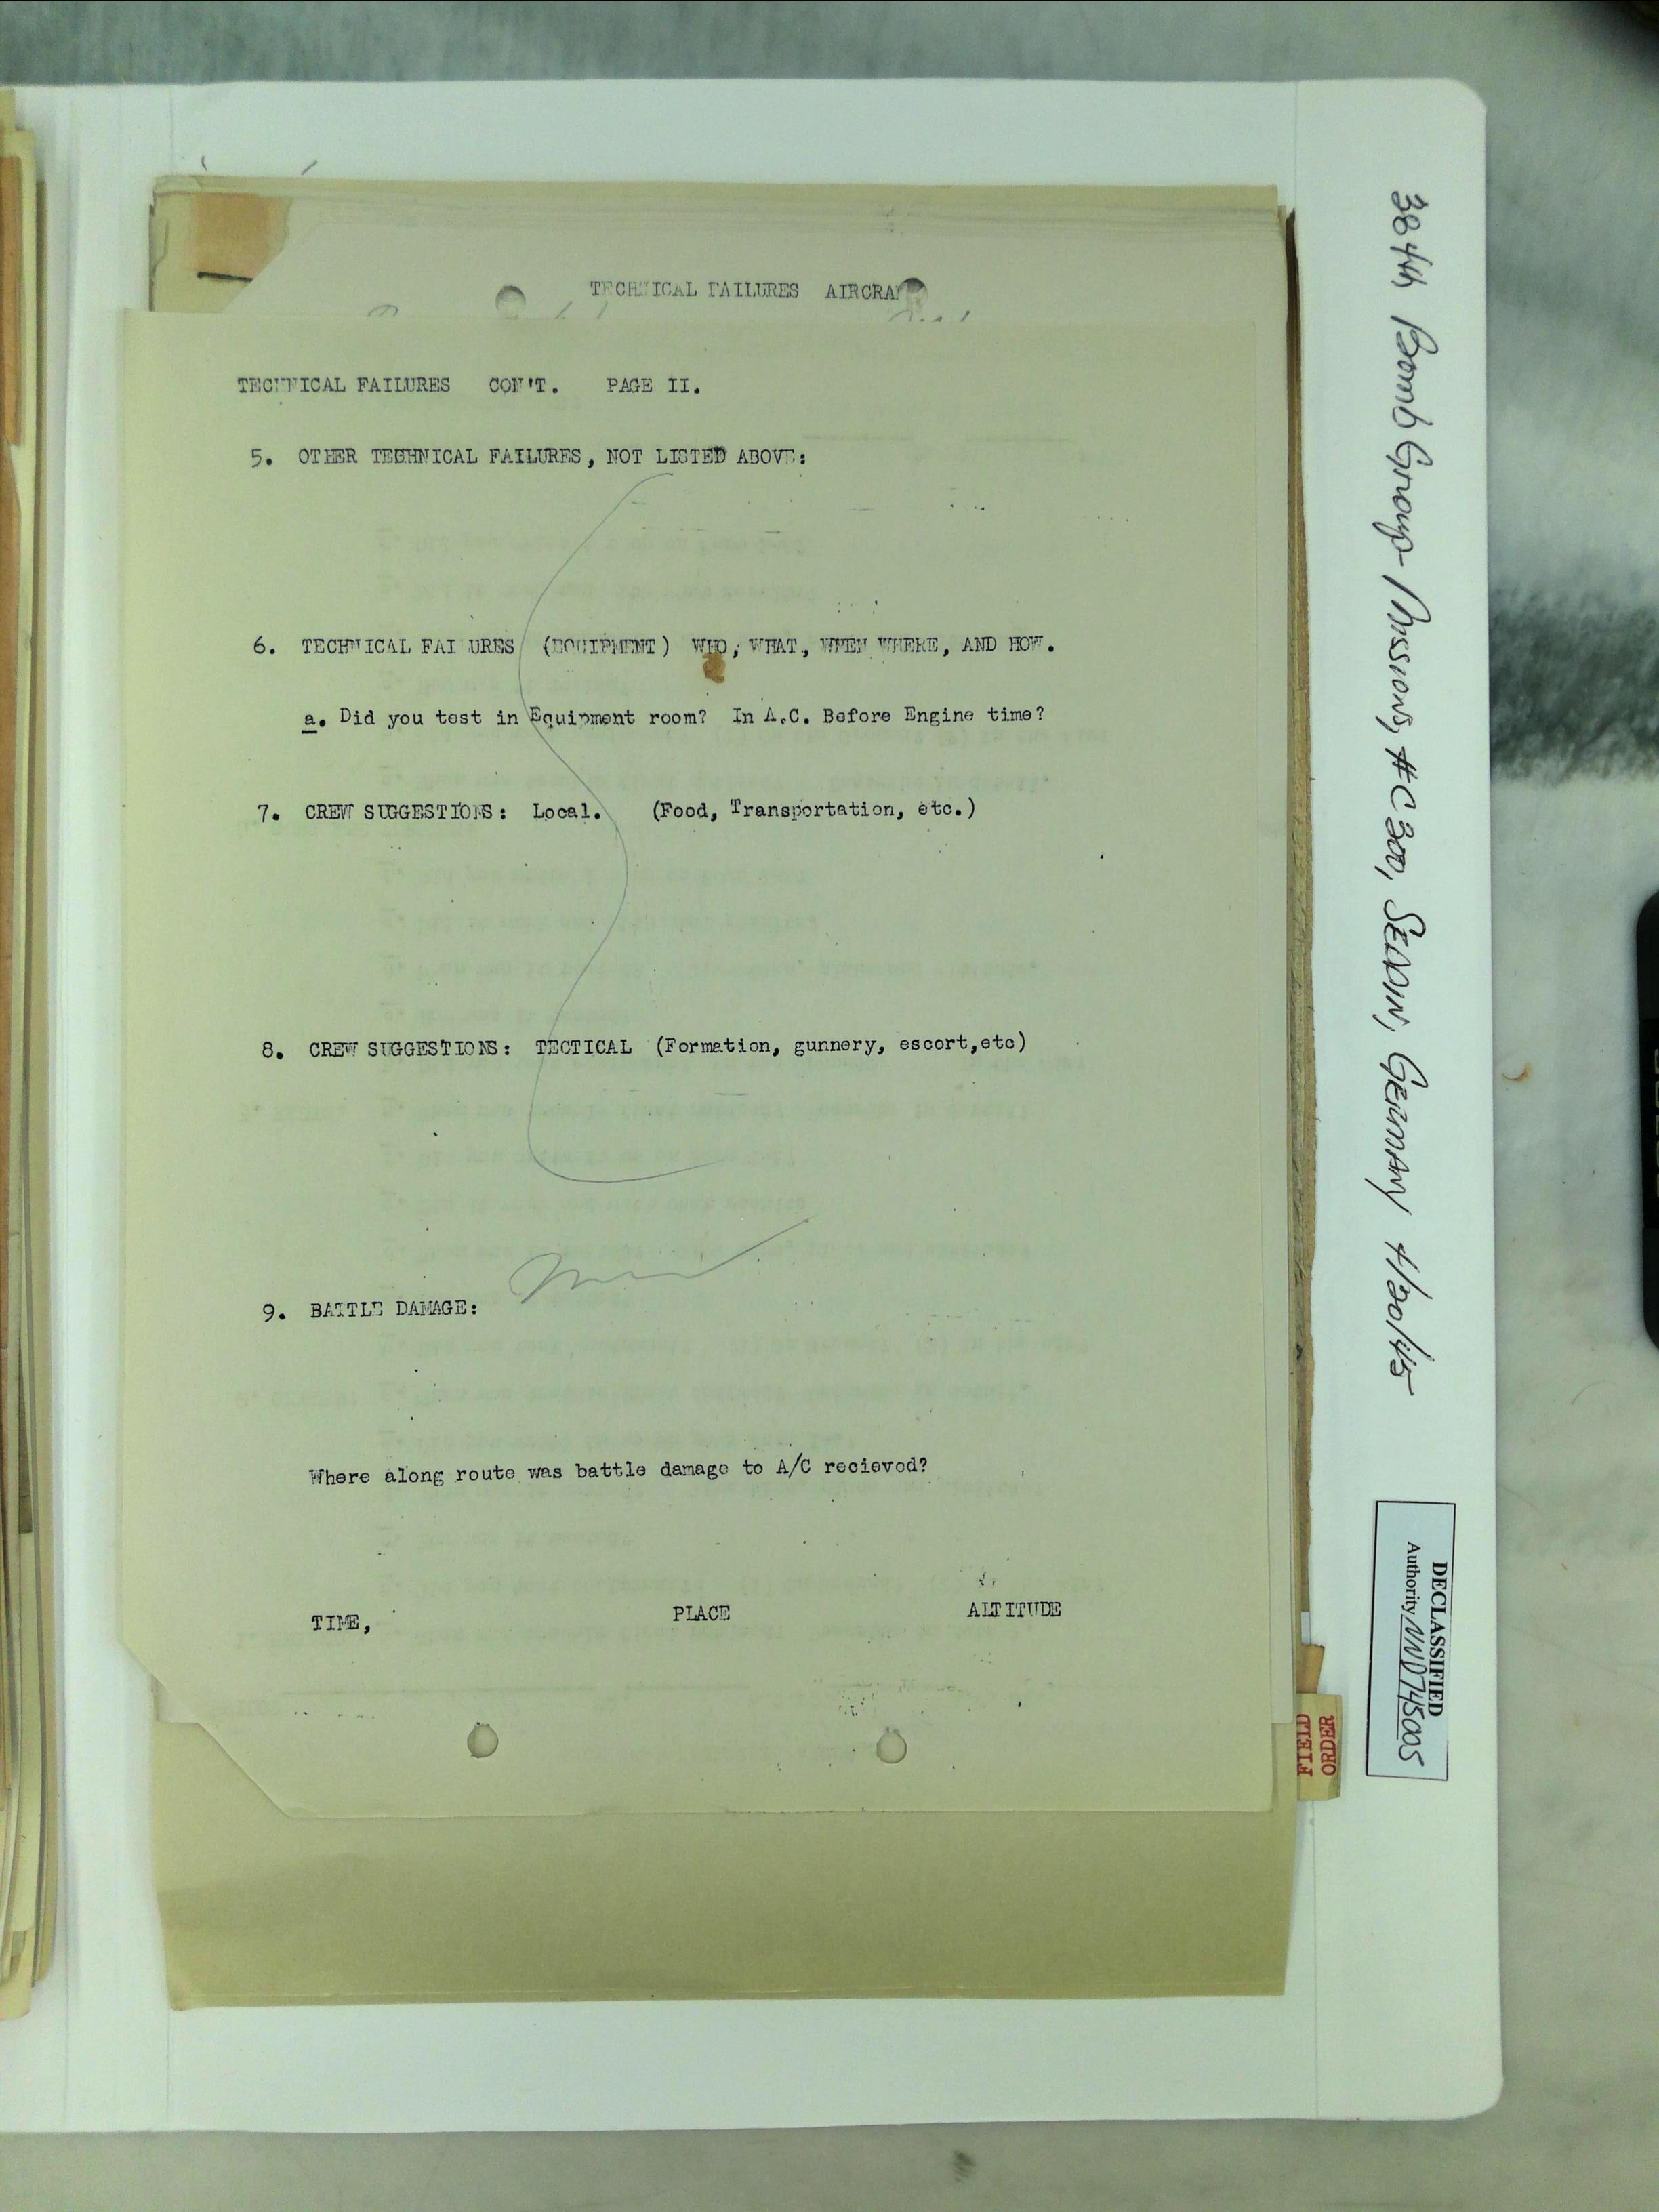 TECHNICAL FAILURES AIRCRAF
TECHNICAL FAILURES CON'T. PAGE II.
5. OTHER TECHNICAL FAILURES, NOT LISTED ABOVE:
6. TECHNICAL FAILURES (EQUIPMENT) WHO, WHAT, WHEN WHERE, AND HOW.
a. Did you test in Equipment room? In A.C. Before Engine time?
7. CREW SUGGESTIONS: Local. (Food, Transportation, etc.)
8. CREW SUGGESTIONS: TECTICAL (Formation, gunnery, escort,etc)
9. BATTLE DAMAGE:
Where along route was battle damage to A/C recieved?
TIME, PLACE ALTITUDE
384th Bomb Group- Missions, #C300, SEDDIN, GERMANY 4/20/45
DECLASSIFIED
Authority NND745005
FIELD
ORDER